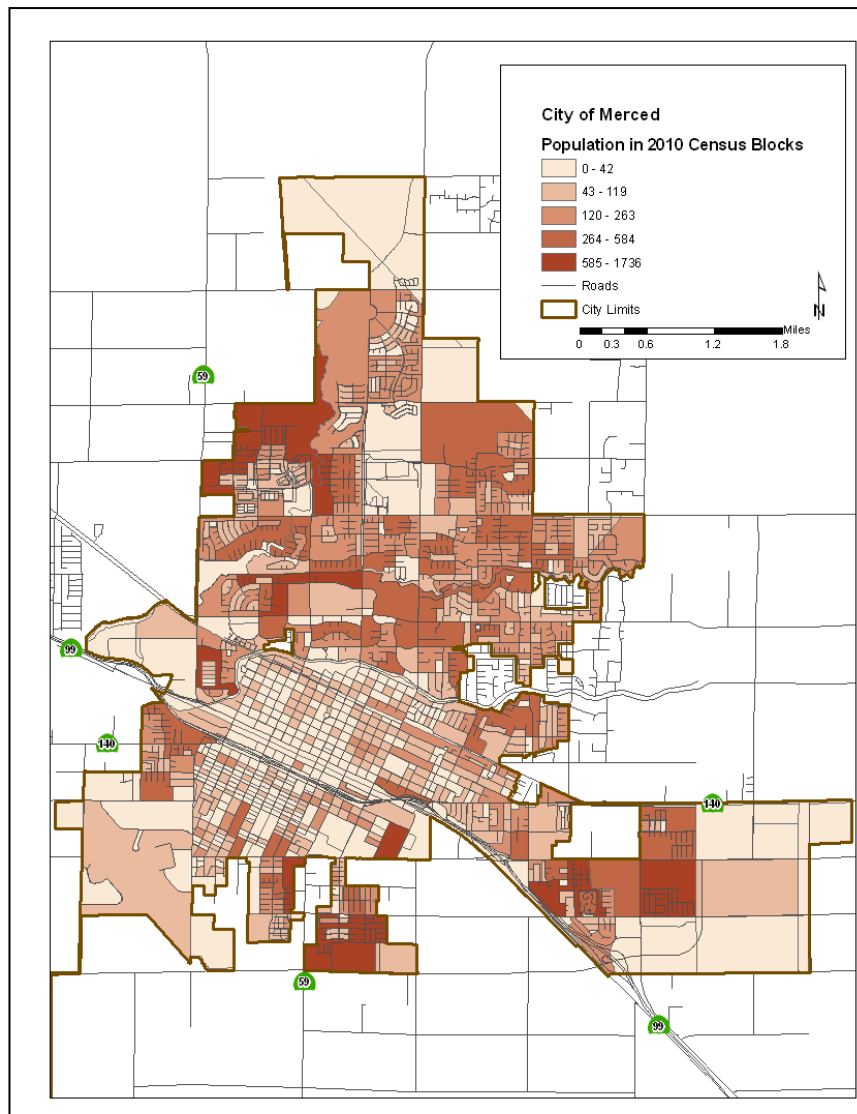 City of Merced
Population in 2010 Census Blocks
0 - 42
43 - 119
120 - 263
264 - 584
585 - 1736
Roads
City Limits
N
Miles
0 0.3 0.6 1.2 1.8
59
99
140
140
59
99